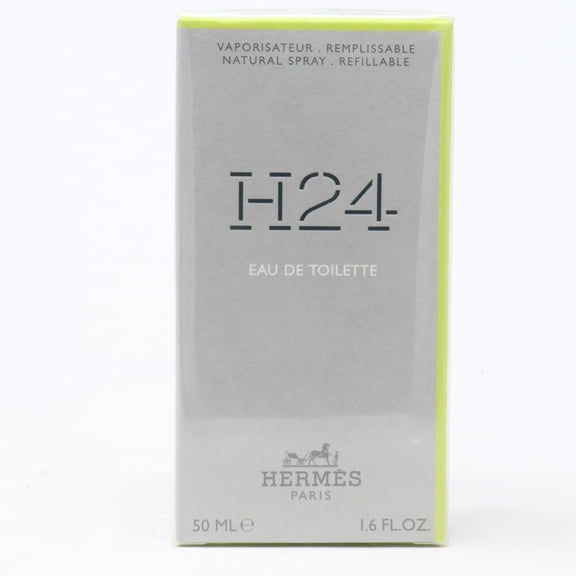 VAPORISATEUR . REMPLISSABLE
NATURAL SPRAY . REFILLABLE
H24
EAU DE TOILETTE
HERMÈS
PARIS
50 ML ℮ 1.6 FL.OZ.